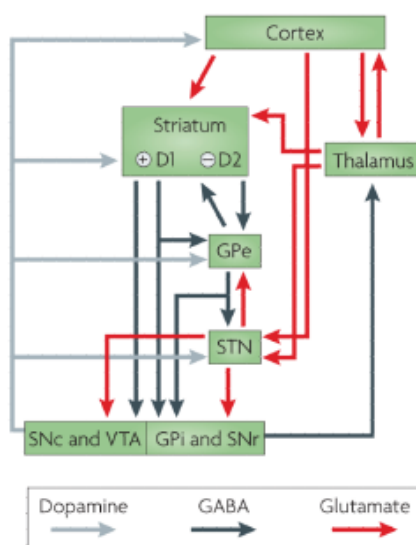 Cortex
Striatum
+ D1 − D2
Thalamus
GPe
STN
SNc and VTA GPi and SNr
Dopamine GABA Glutamate